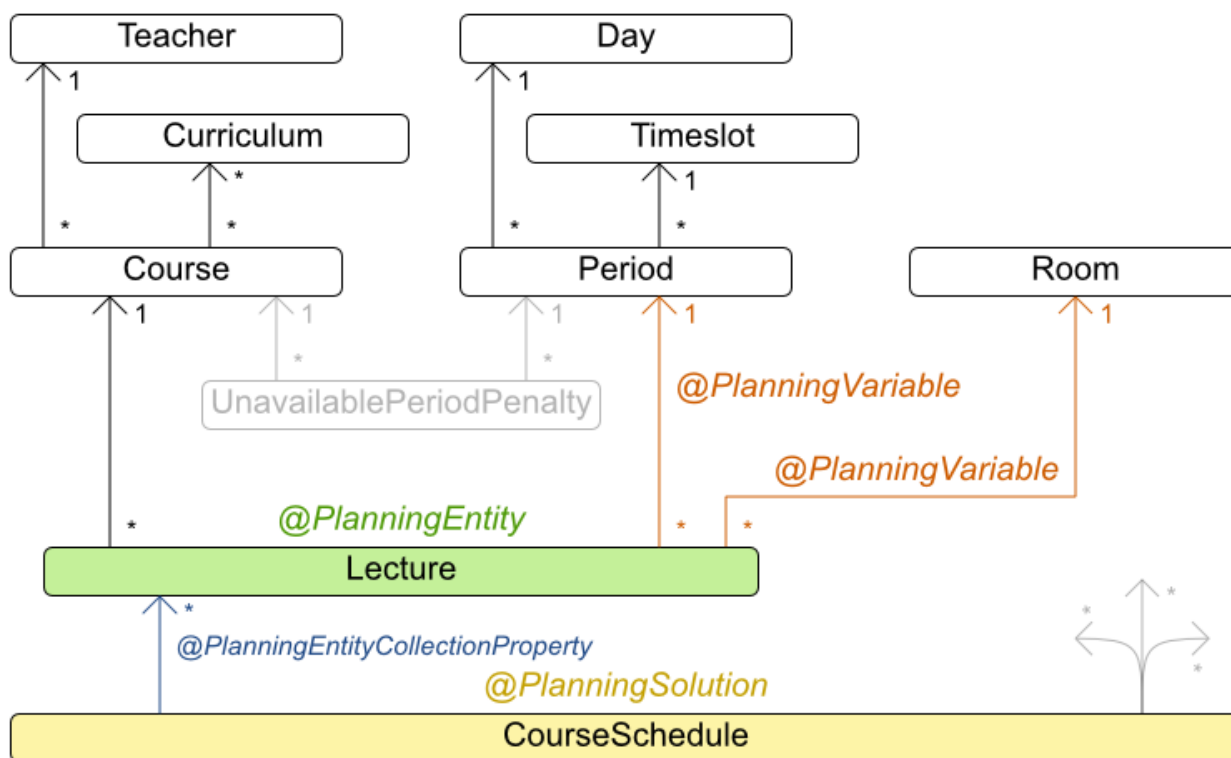 Teacher Day
1 1
Curriculum Timeslot
* 1
* * * *
Course Period Room
1 1 1 1 1
* *
@PlanningVariable
UnavailablePeriodPenalty
@PlanningVariable
@PlanningEntity
* * *
Lecture
* *
@PlanningEntityCollectionProperty
* *
@PlanningSolution
CourseSchedule